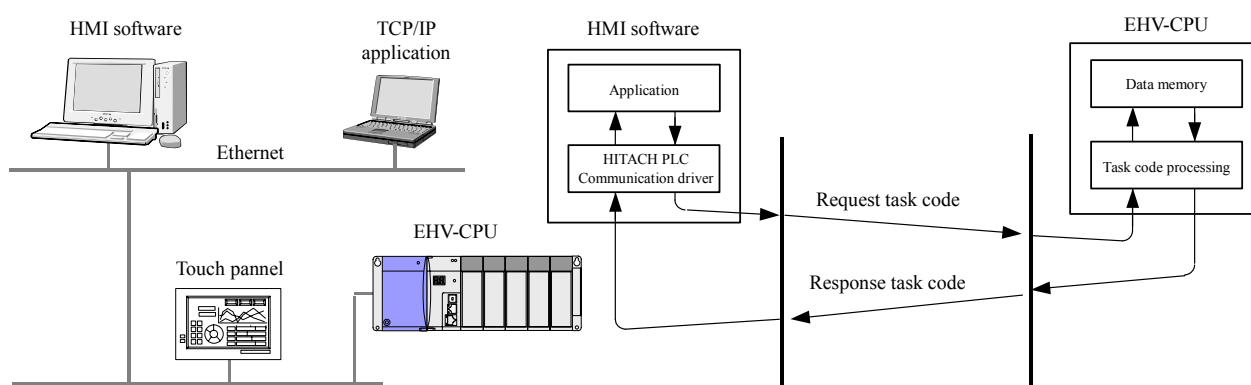 HMI software
TCP/IP
application
Ethernet
Touch pannel
EHV-CPU
HMI software
Application
HITACH PLC
Communication driver
Request task code
Response task code
EHV-CPU
Data memory
Task code processing